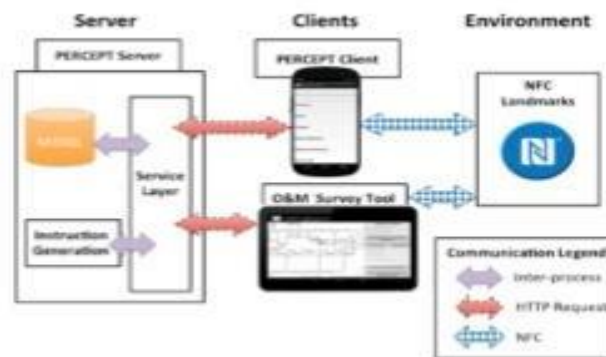 Server
Clients
Environment
PERCEPT Server
PERCEPT Client
NFC
Landmarks
Service
Layer
O&M Survey Tool
Instruction
Generation
Communication Legend
Inter-process
HTTP Request
NFC